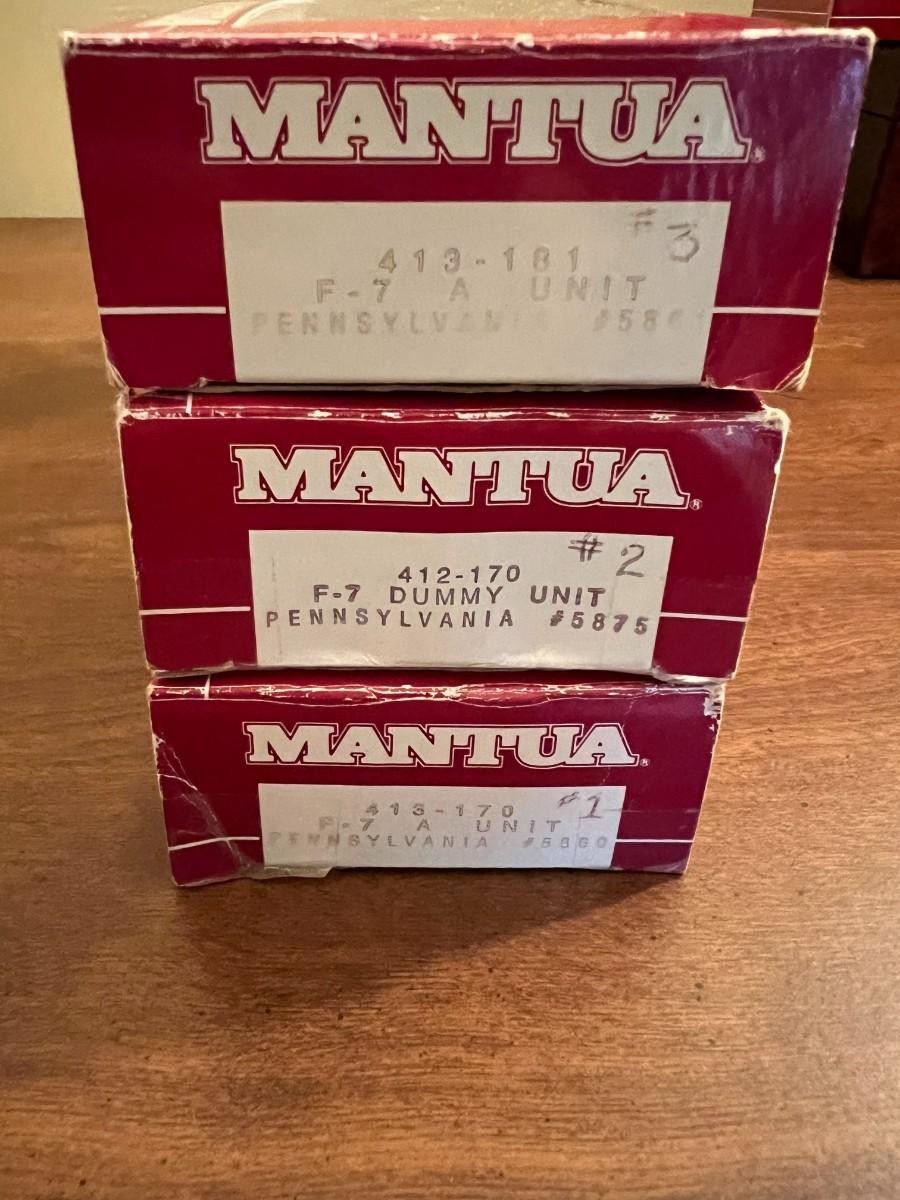 MANTUA®
#3
413-181
F-7 A UNIT
PENNSYLVANIA
MANTUA®
#2
412-170
F-7 DUMMY UNIT
PENNSYLVANIA #5875
MANTUA®
#1
413-170
F-7 A UNIT
PENNSYLVANIA